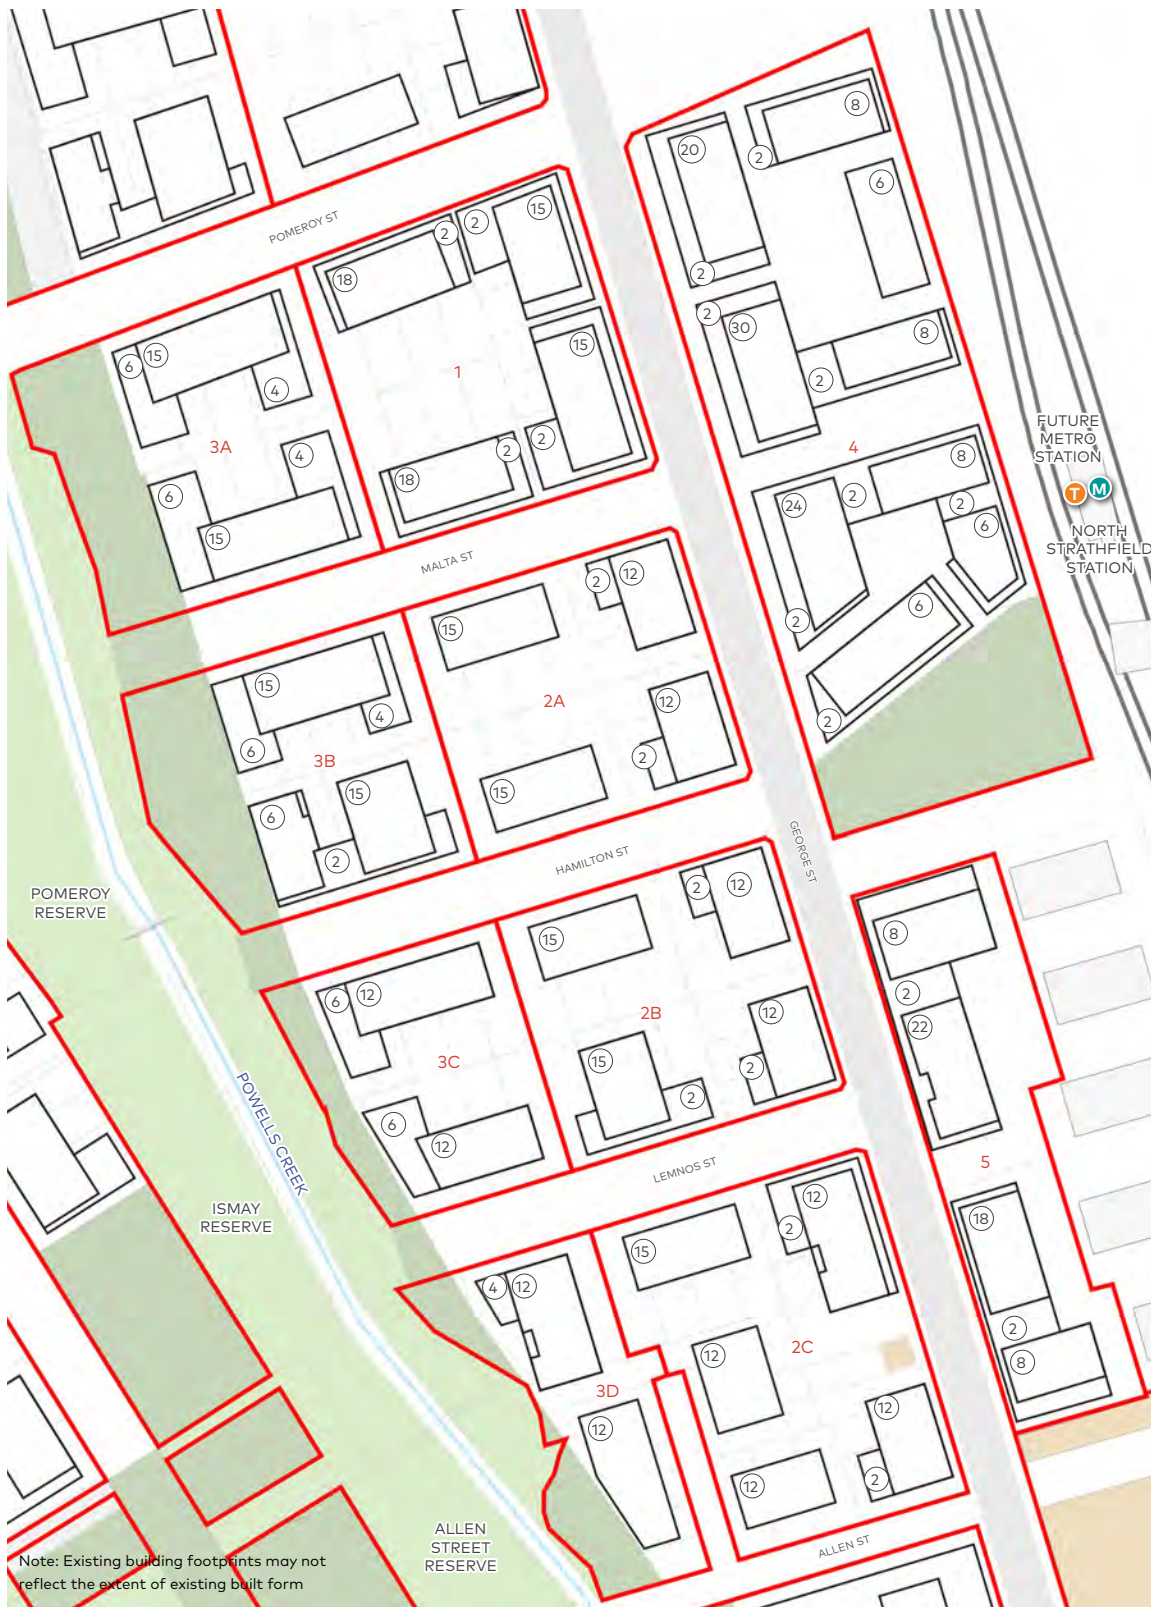 8
20
2
6
POMEROY ST
2
15
2
18
2
2
30
15
8
6
15
2
4
1
FUTURE
METRO
STATION
3A
4
4
2
2
8
18
6
24
2
2
T
M
15
6
NORTH
STRATHFIELD
STATION
MALTA ST
2
12
6
15
2
15
4
2A
12
2
6
3B
2
15
15
6
GEORGE ST
2
HAMILTON ST
POMEROY
RESERVE
2
12
15
8
6
12
2
2B
12
22
3C
15
2
2
6
12
POWELLS CREEK
LEMNOS ST
5
12
ISMAY
RESERVE
2
18
15
4
12
2
2C
12
8
3D
12
12
2
12
ALLEN ST
ALLEN
STREET
RESERVE
Note: Existing building footprints may not
reflect the extent of existing built form